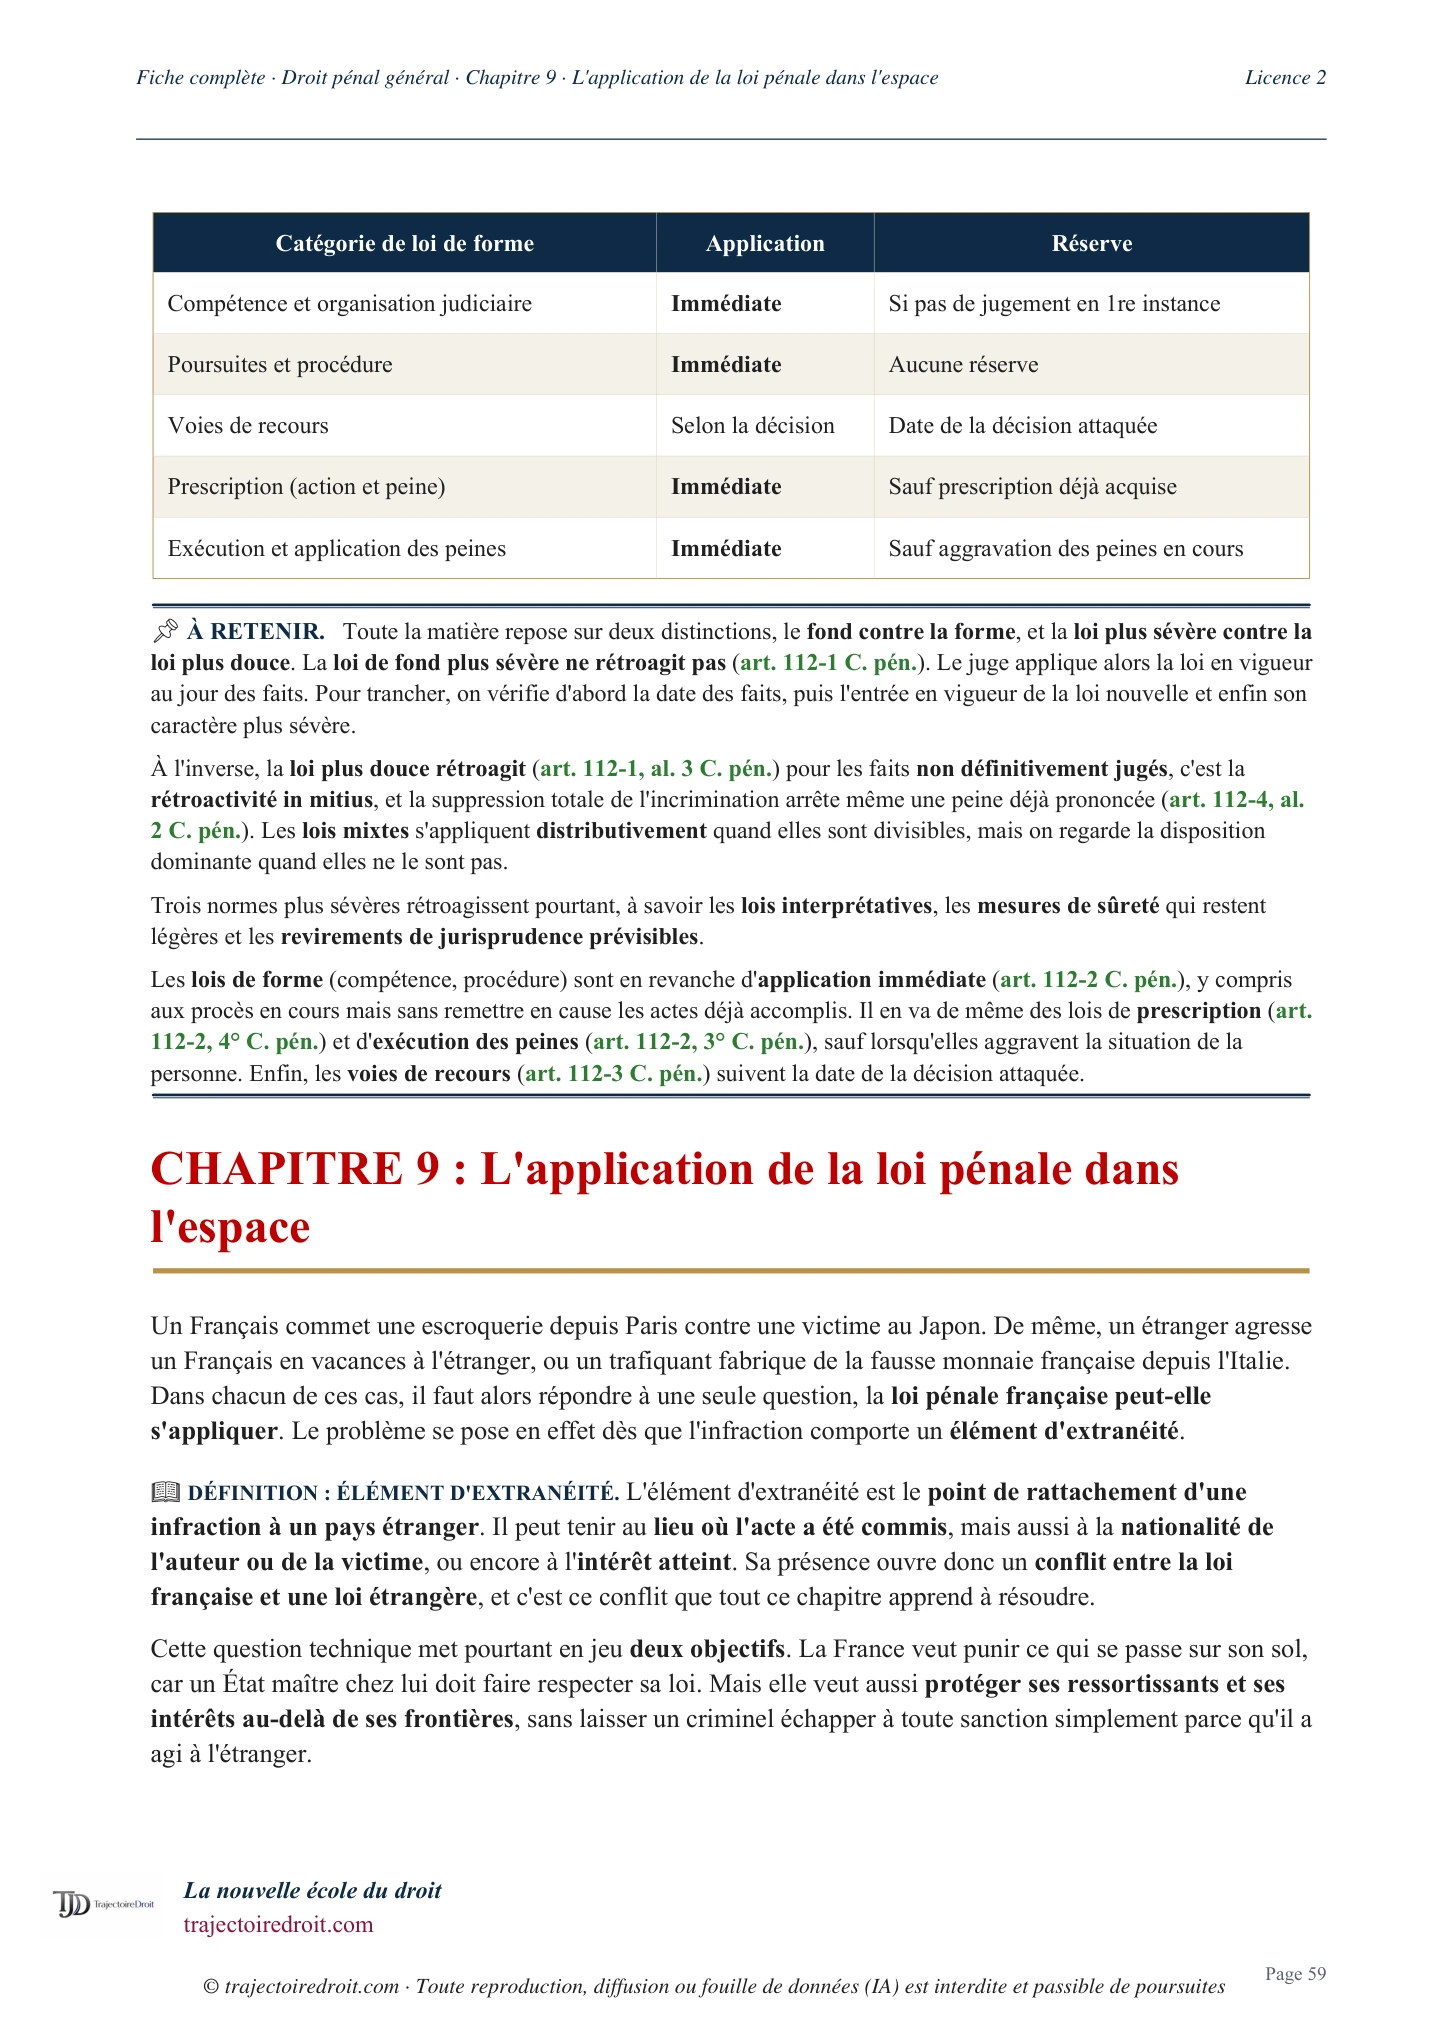 Fiche complète · Droit pénal général · Chapitre 9 · L'application de la loi pénale dans l'espace Licence 2
Catégorie de loi de forme Application Réserve
Compétence et organisation judiciaire Immédiate Si pas de jugement en 1re instance
Poursuites et procédure Immédiate Aucune réserve
Voies de recours Selon la décision Date de la décision attaquée
Prescription (action et peine) Immédiate Sauf prescription déjà acquise
Exécution et application des peines Immédiate Sauf aggravation des peines en cours
À RETENIR. Toute la matière repose sur deux distinctions, le fond contre la forme, et la loi plus sévère contre la
loi plus douce. La loi de fond plus sévère ne rétroagit pas (art. 112-1 C. pén.). Le juge applique alors la loi en vigueur
au jour des faits. Pour trancher, on vérifie d'abord la date des faits, puis l'entrée en vigueur de la loi nouvelle et enfin son
caractère plus sévère.
À l'inverse, la loi plus douce rétroagit (art. 112-1, al. 3 C. pén.) pour les faits non définitivement jugés, c'est la
rétroactivité in mitius, et la suppression totale de l'incrimination arrête même une peine déjà prononcée (art. 112-4, al.
2 C. pén.). Les lois mixtes s'appliquent distributivement quand elles sont divisibles, mais on regarde la disposition
dominante quand elles ne le sont pas.
Trois normes plus sévères rétroagissent pourtant, à savoir les lois interprétatives, les mesures de sûreté qui restent
légères et les revirements de jurisprudence prévisibles.
Les lois de forme (compétence, procédure) sont en revanche d'application immédiate (art. 112-2 C. pén.), y compris
aux procès en cours mais sans remettre en cause les actes déjà accomplis. Il en va de même des lois de prescription (art.
112-2, 4° C. pén.) et d'exécution des peines (art. 112-2, 3° C. pén.), sauf lorsqu'elles aggravent la situation de la
personne. Enfin, les voies de recours (art. 112-3 C. pén.) suivent la date de la décision attaquée.
CHAPITRE 9 : L'application de la loi pénale dans
l'espace
Un Français commet une escroquerie depuis Paris contre une victime au Japon. De même, un étranger agresse
un Français en vacances à l'étranger, ou un trafiquant fabrique de la fausse monnaie française depuis l'Italie.
Dans chacun de ces cas, il faut alors répondre à une seule question, la loi pénale française peut-elle
s'appliquer. Le problème se pose en effet dès que l'infraction comporte un élément d'extranéité.
DÉFINITION : ÉLÉMENT D'EXTRANÉITÉ. L'élément d'extranéité est le point de rattachement d'une
infraction à un pays étranger. Il peut tenir au lieu où l'acte a été commis, mais aussi à la nationalité de
l'auteur ou de la victime, ou encore à l'intérêt atteint. Sa présence ouvre donc un conflit entre la loi
française et une loi étrangère, et c'est ce conflit que tout ce chapitre apprend à résoudre.
Cette question technique met pourtant en jeu deux objectifs. La France veut punir ce qui se passe sur son sol,
car un État maître chez lui doit faire respecter sa loi. Mais elle veut aussi protéger ses ressortissants et ses
intérêts au-delà de ses frontières, sans laisser un criminel échapper à toute sanction simplement parce qu'il a
agi à l'étranger.
TJD TrajectoireDroit
La nouvelle école du droit
trajectoiredroit.com
© trajectoiredroit.com · Toute reproduction, diffusion ou fouille de données (IA) est interdite et passible de poursuites
Page 59